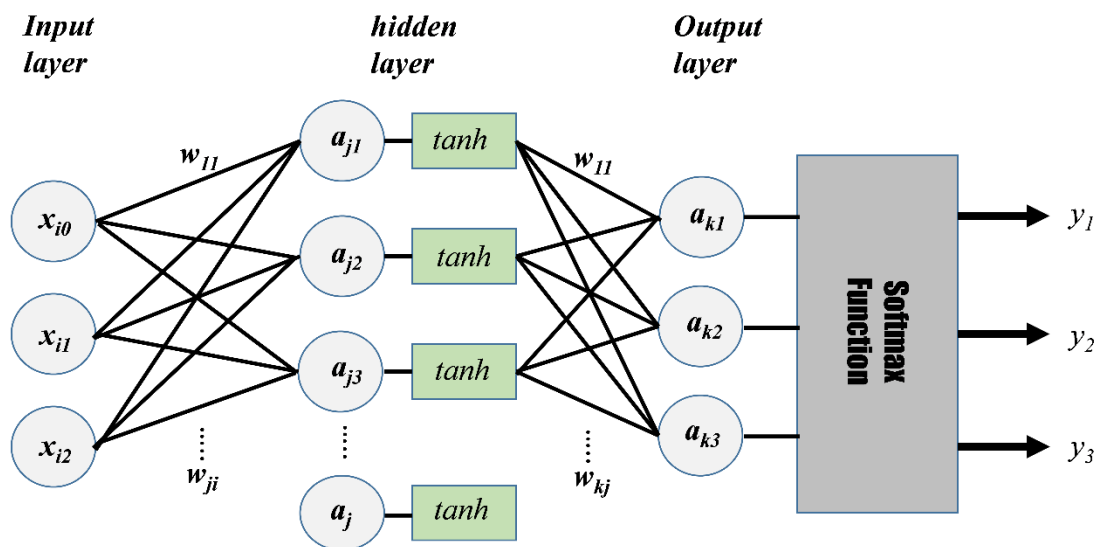 Input
layer
hidden
layer
Output
layer
w11
w11
xi0
xi1
xi2
wji
aj1
aj2
aj3
aj
tanh
tanh
tanh
tanh
wkj
ak1
ak2
ak3
Softmax
Function
y1
y2
y3